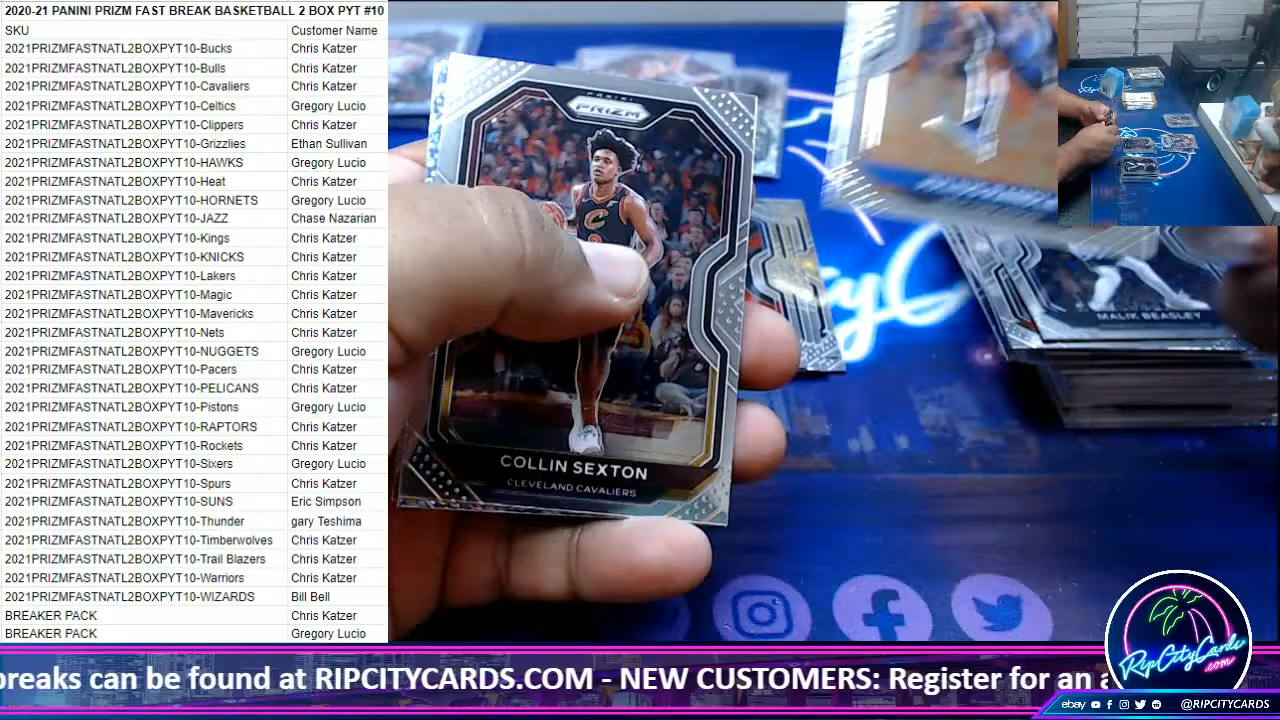 2020-21 PANINI PRIZM FAST BREAK BASKETBALL 2 BOX PYT #10
SKU Customer Name
2021PRIZMFASTNATL2BOXPYT10-Bucks Chris Katzer
2021PRIZMFASTNATL2BOXPYT10-Bulls Chris Katzer
2021PRIZMFASTNATL2BOXPYT10-Cavaliers Chris Katzer
2021PRIZMFASTNATL2BOXPYT10-Celtics Gregory Lucio
2021PRIZMFASTNATL2BOXPYT10-Clippers Chris Katzer
2021PRIZMFASTNATL2BOXPYT10-Grizzlies Ethan Sullivan
2021PRIZMFASTNATL2BOXPYT10-HAWKS Gregory Lucio
2021PRIZMFASTNATL2BOXPYT10-Heat Chris Katzer
2021PRIZMFASTNATL2BOXPYT10-HORNETS Gregory Lucio
2021PRIZMFASTNATL2BOXPYT10-JAZZ Chase Nazarian
2021PRIZMFASTNATL2BOXPYT10-Kings Chris Katzer
2021PRIZMFASTNATL2BOXPYT10-KNICKS Chris Katzer
2021PRIZMFASTNATL2BOXPYT10-Lakers Chris Katzer
2021PRIZMFASTNATL2BOXPYT10-Magic Chris Katzer
2021PRIZMFASTNATL2BOXPYT10-Mavericks Chris Katzer
2021PRIZMFASTNATL2BOXPYT10-Nets Chris Katzer
2021PRIZMFASTNATL2BOXPYT10-NUGGETS Gregory Lucio
2021PRIZMFASTNATL2BOXPYT10-Pacers Chris Katzer
2021PRIZMFASTNATL2BOXPYT10-PELICANS Chris Katzer
2021PRIZMFASTNATL2BOXPYT10-Pistons Gregory Lucio
2021PRIZMFASTNATL2BOXPYT10-RAPTORS Chris Katzer
2021PRIZMFASTNATL2BOXPYT10-Rockets Chris Katzer
2021PRIZMFASTNATL2BOXPYT10-Sixers Gregory Lucio
2021PRIZMFASTNATL2BOXPYT10-Spurs Chris Katzer
2021PRIZMFASTNATL2BOXPYT10-SUNS Eric Simpson
2021PRIZMFASTNATL2BOXPYT10-Thunder gary Teshima
2021PRIZMFASTNATL2BOXPYT10-Timberwolves Chris Katzer
2021PRIZMFASTNATL2BOXPYT10-Trail Blazers Chris Katzer
2021PRIZMFASTNATL2BOXPYT10-Warriors Chris Katzer
2021PRIZMFASTNATL2BOXPYT10-WIZARDS Bill Bell
BREAKER PACK Chris Katzer
BREAKER PACK Gregory Lucio
PANINI
PRIZM
C
COLLIN SEXTON
CLEVELAND CAVALIERS
MALIK BEASLEY
RipCityCards
.com
breaks can be found at RIPCITYCARDS.COM - NEW CUSTOMERS: Register for an a
ebay @RIPCITYCARDS